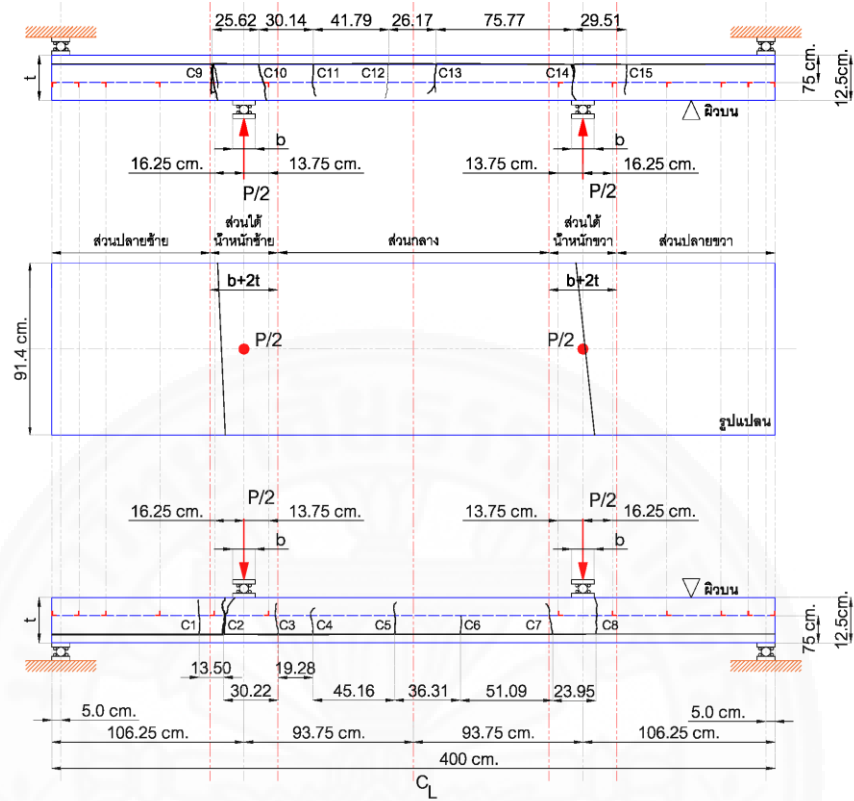 25.62 30.14 41.79 26.17 75.77 29.51
t C9 C10 C11 C12 C13 C14 C15 75 cm. 12.5cm.
ผิวบน
b b
16.25 cm. 13.75 cm. 13.75 cm. 16.25 cm.
P/2 P/2
ส่วนปลายซ้าย ส่วนใต้น้ำหนักซ้าย ส่วนกลาง ส่วนใต้น้ำหนักขวา ส่วนปลายขวา
b+2t b+2t
91.4 cm. P/2 P/2
รูปแปลน
P/2 P/2
16.25 cm. 13.75 cm. 13.75 cm. 16.25 cm.
b b
ผิวบน
t C1 C2 C3 C4 C5 C6 C7 C8 75 cm. 12.5cm.
13.50 19.28
30.22 45.16 36.31 51.09 23.95
5.0 cm. 5.0 cm.
106.25 cm. 93.75 cm. 93.75 cm. 106.25 cm.
400 cm.
CL